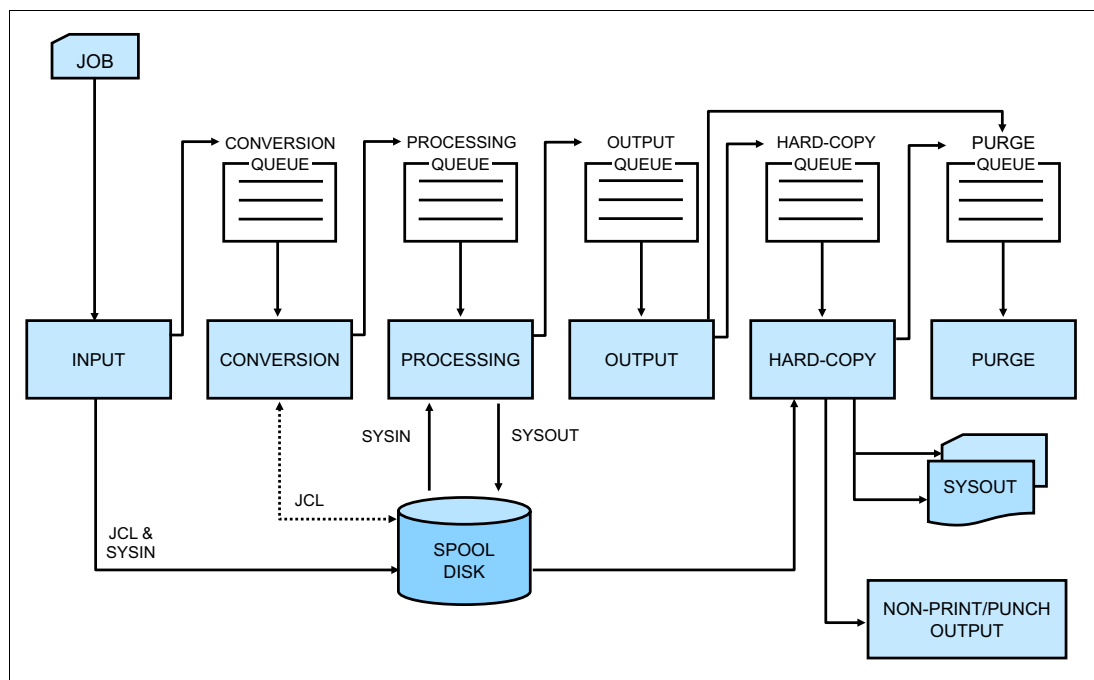 JOB
CONVERSION
QUEUE
PROCESSING
QUEUE
OUTPUT
QUEUE
HARD-COPY
QUEUE
PURGE
QUEUE
INPUT
CONVERSION
PROCESSING
OUTPUT
HARD-COPY
PURGE
SYSIN
SYSOUT
JCL
JCL &
SYSIN
SPOOL
DISK
SYSOUT
NON-PRINT/PUNCH
OUTPUT